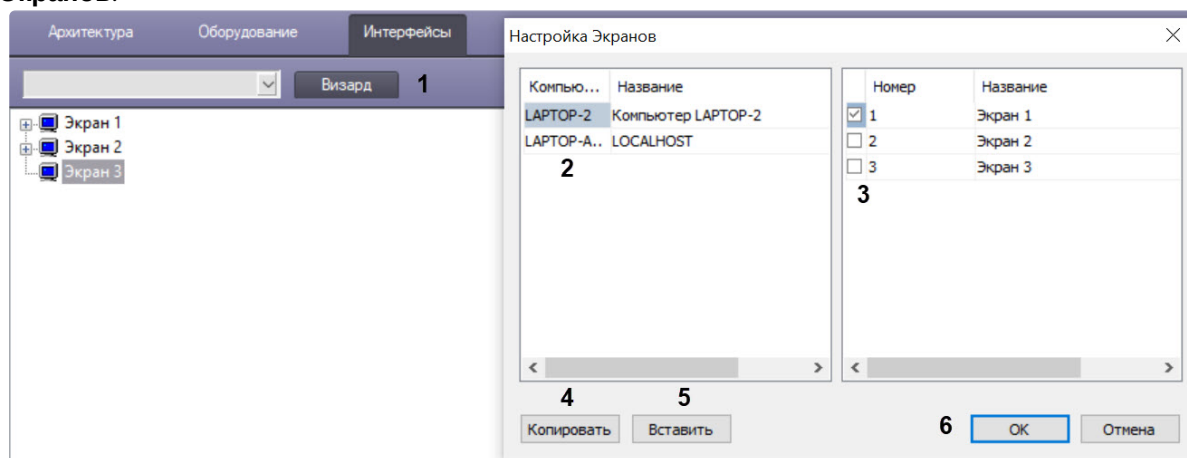 Экранов.
Архитектура Оборудование Интерфейсы
Визард 1
Экран 1
Экран 2
Экран 3
Настройка Экранов
Компью... Название
LAPTOP-2 Компьютер LAPTOP-2
LAPTOP-A.. LOCALHOST
2
Номер Название
1 Экран 1
2 Экран 2
3 Экран 3
3
4 5
Копировать Вставить
6 OK Отмена